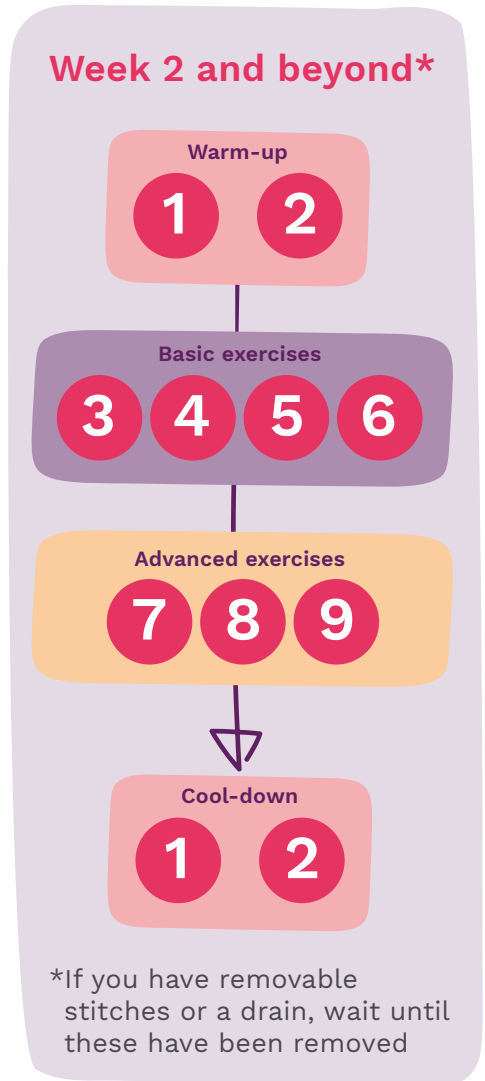 Week 2 and beyond*
Warm-up
1 2
Basic exercises
3 4 5 6
Advanced exercises
7 8 9
Cool-down
1 2
*If you have removable
stitches or a drain, wait until
these have been removed